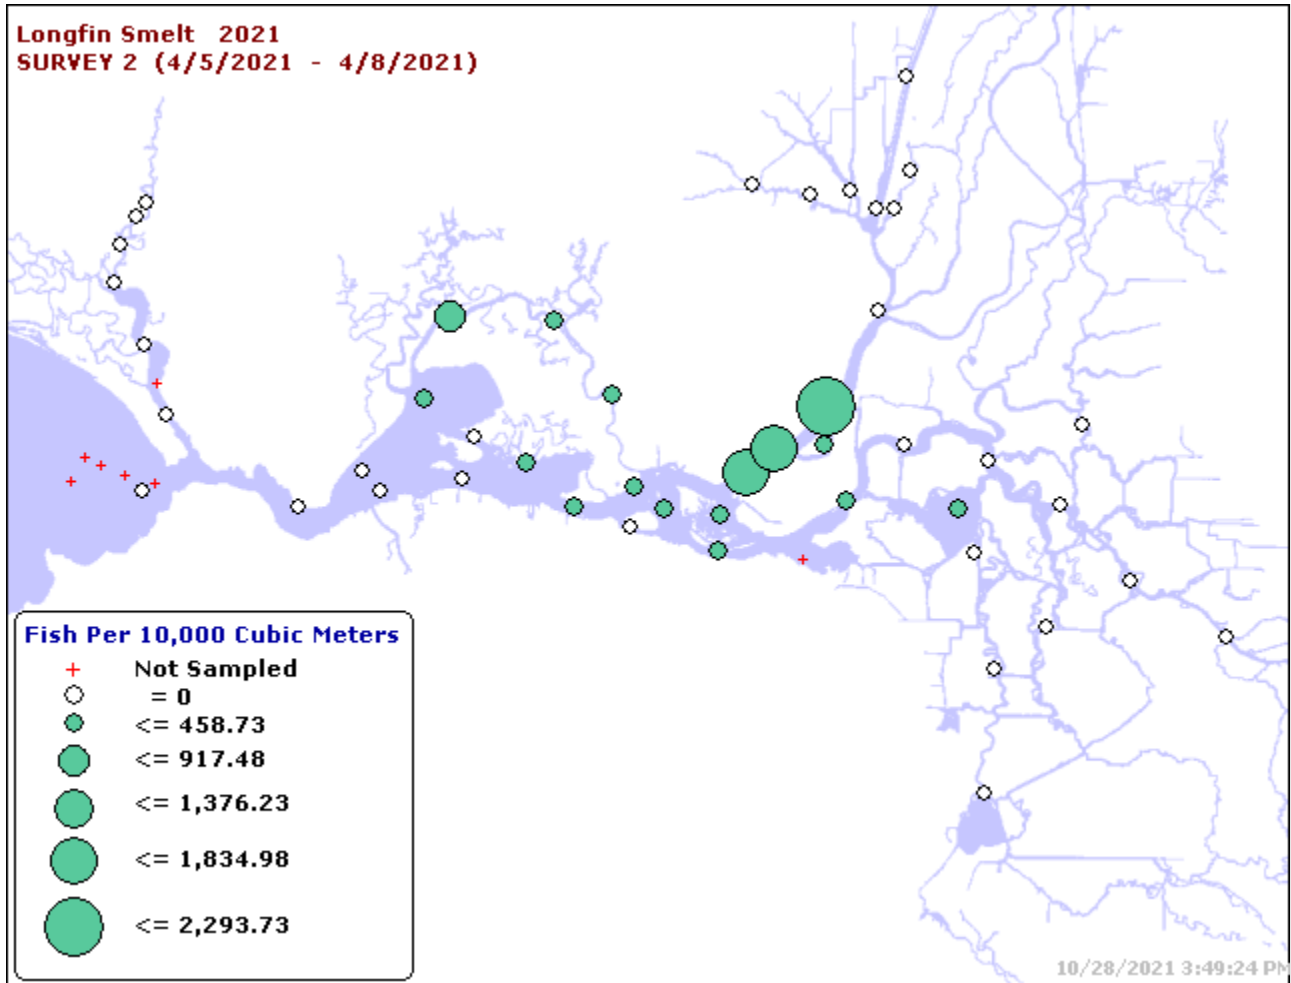 Longfin Smelt 2021
SURVEY 2 (4/5/2021 - 4/8/2021)
Fish Per 10,000 Cubic Meters
Not Sampled
= 0
<= 458.73
<= 917.48
<= 1,376.23
<= 1,834.98
<= 2,293.73
10/28/2021 3:49:24 PM